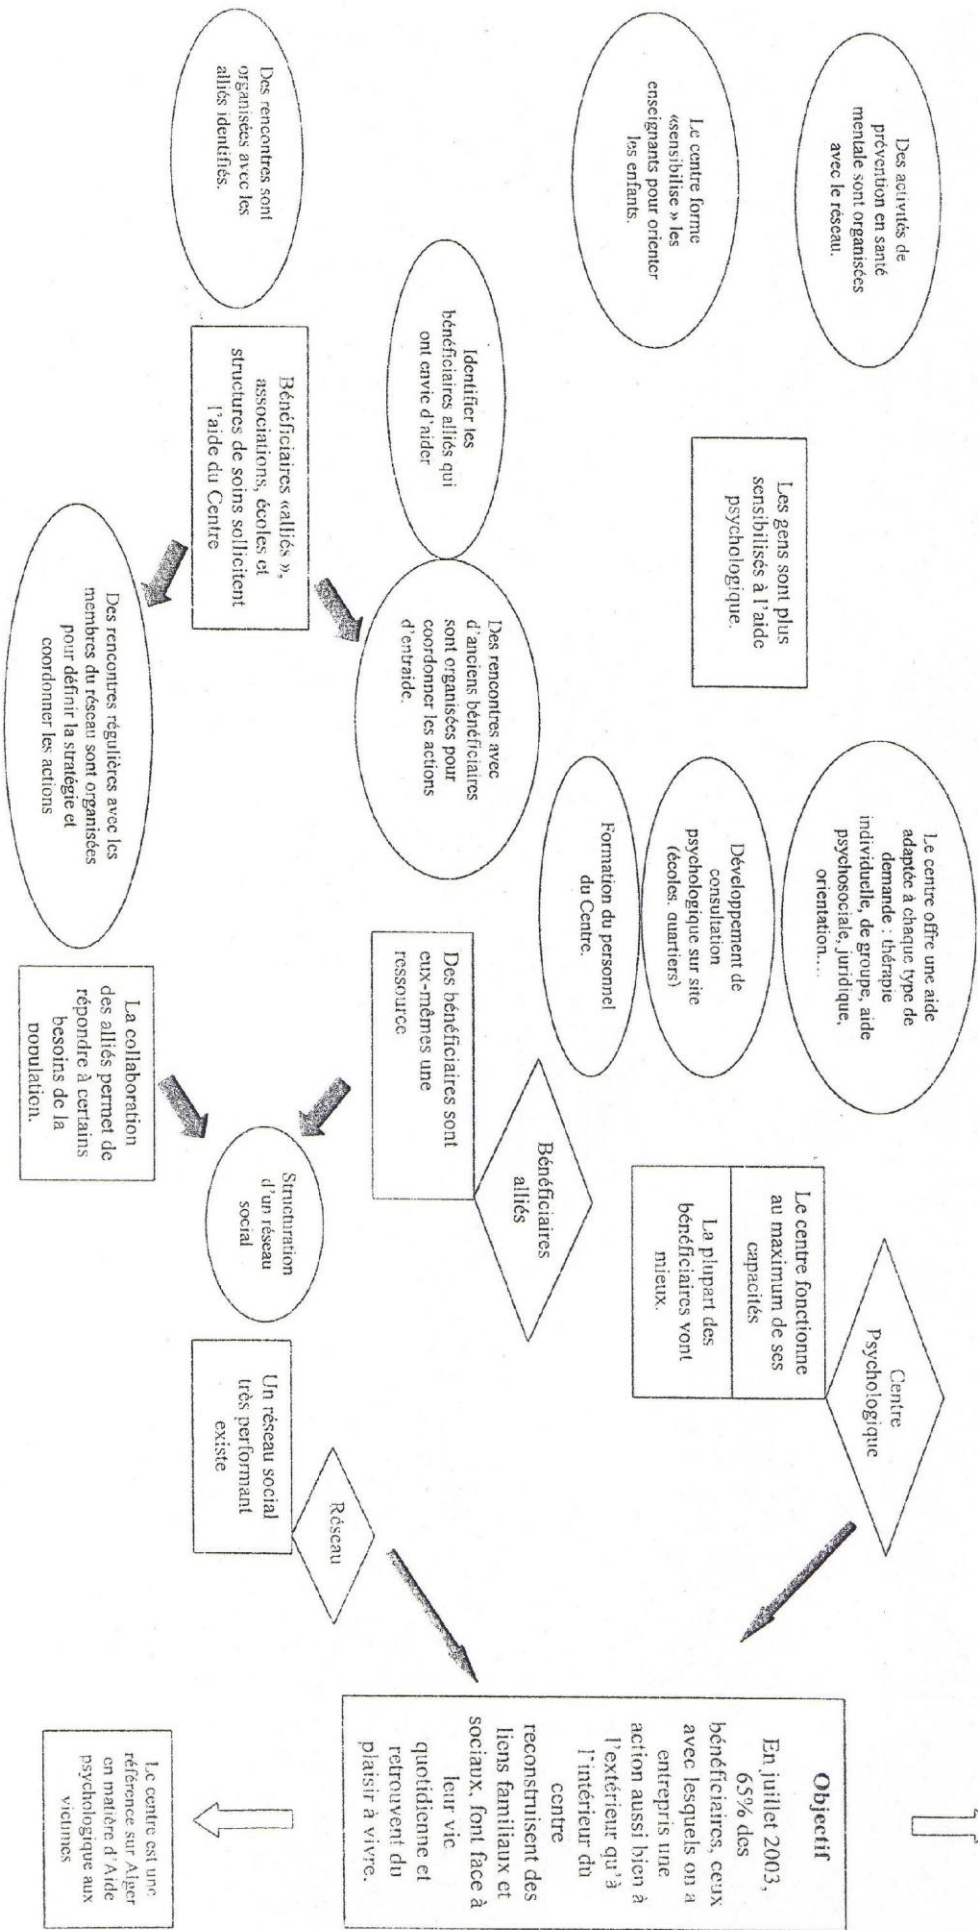 Des activités de
prévention en santé
mentale sont organisées
avec le réseau.
Le centre forme
«sensibilise » les
enseignants pour orienter
les enfants.
Des rencontres sont
organisées avec les
alliés identifiés.
Identifier les
bénéficiaires alliés qui
ont envie d'aider
Les gens sont plus
sensibilisés à l'aide
psychologique.
Bénéficiaires «alliés »,
associations, écoles et
structures de soins sollicitent
l'aide du Centre
Des rencontres avec
d'anciens bénéficiaires
sont organisées pour
coordonner les actions
d'entraide.
Des rencontres régulières avec les
membres du réseau sont organisées
pour définir la stratégie et
coordonner les actions
Le centre offre une aide
adaptée à chaque type de
demande : thérapie
individuelle, de groupe, aide
psychosociale, juridique,
orientation....
Développement de
consultation
psychologique sur site
(écoles, quartiers)
Formation du personnel
du Centre.
Des bénéficiaires sont
eux-mêmes une
ressource
La collaboration
des alliés permet de
répondre à certains
besoins de la
population.
Centre
Psychologique
Le centre fonctionne
au maximum de ses
capacités
La plupart des
bénéficiaires vont
mieux.
Bénéficiaires
alliés
Structuration
d'un réseau
social
Réseau
Un réseau social
très performant
existe
Objectif
En juillet 2003,
65% des
bénéficiaires, ceux
avec lesquels on a
entrepris une
action aussi bien à
l'extérieur qu'à
l'intérieur du
centre
reconstruisent des
liens familiaux et
sociaux, font face à
leur vie
quotidienne et
retrouvent du
plaisir à vivre.
Le centre est une
référence sur Alger
en matière d'Aide
psychologique aux
victimes